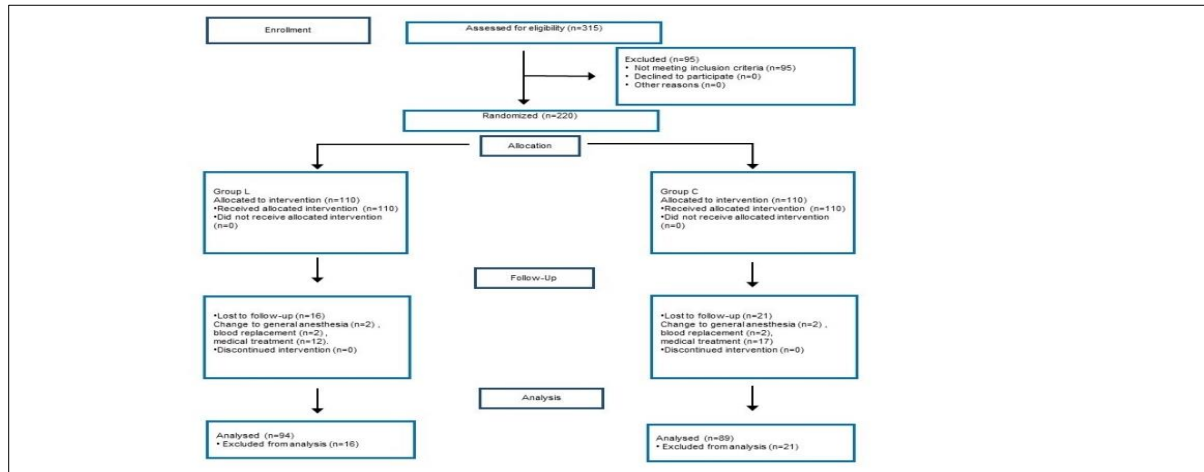 Enrollment
Assessed for eligibility (n=315)
Excluded (n=95)
• Not meeting inclusion criteria (n=95)
• Declined to participate (n=0)
• Other reasons (n=0)
Randomized (n=220)
Allocation
Group L
Allocated to intervention (n=110)
•Received allocated intervention (n=110)
•Did not receive allocated intervention
(n=0)
Group C
Allocated to intervention (n=110)
•Received allocated intervention (n=110)
•Did not receive allocated intervention
(n=0)
Follow-Up
•Lost to follow-up (n=16)
Change to general anesthesia (n=2) ,
blood replacement (n=2) ,
medical treatment (n=12).
•Discontinued intervention (n=0)
•Lost to follow-up (n=21)
Change to general anesthesia (n=2) ,
blood replacement (n=2),
medical treatment (n=17)
•Discontinued intervention (n=0)
Analysis
Analysed (n=94)
• Excluded from analysis (n=16)
Analysed (n=89)
• Excluded from analysis (n=21)